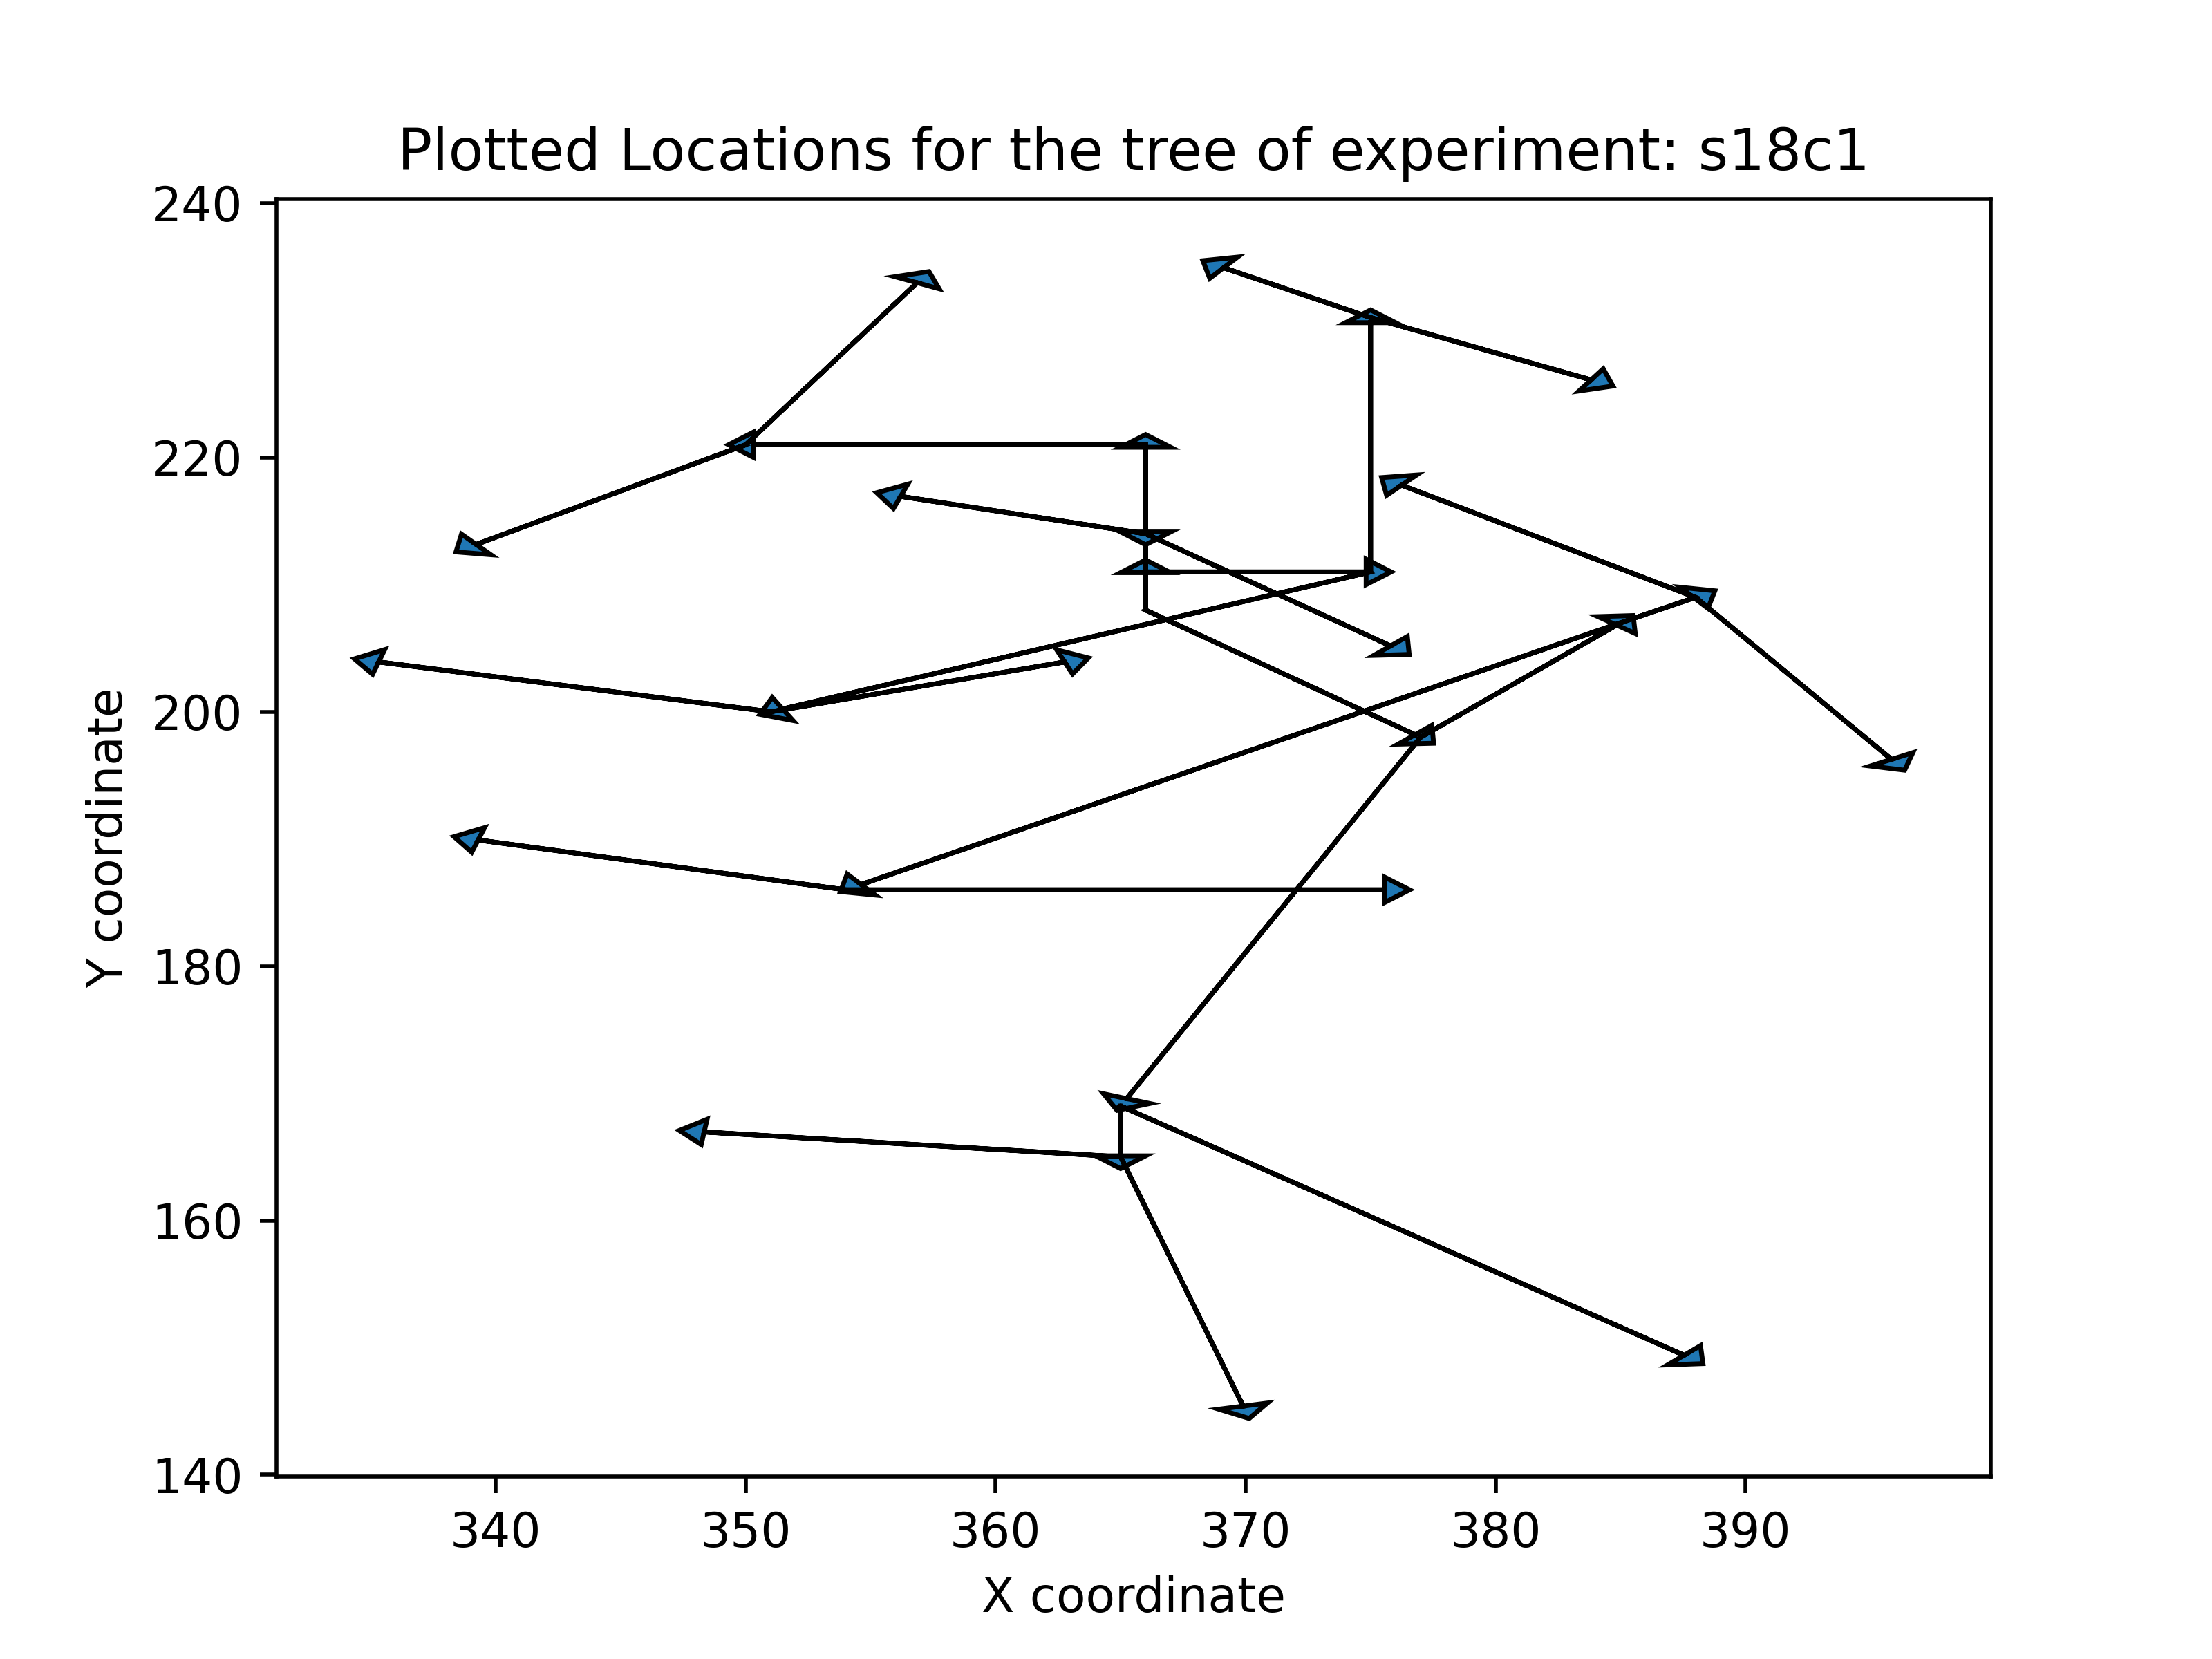 Plotted Locations for the tree of experiment: s18c1
240
220
200
180
160
140
Y coordinate
340 350 360 370 380 390
X coordinate